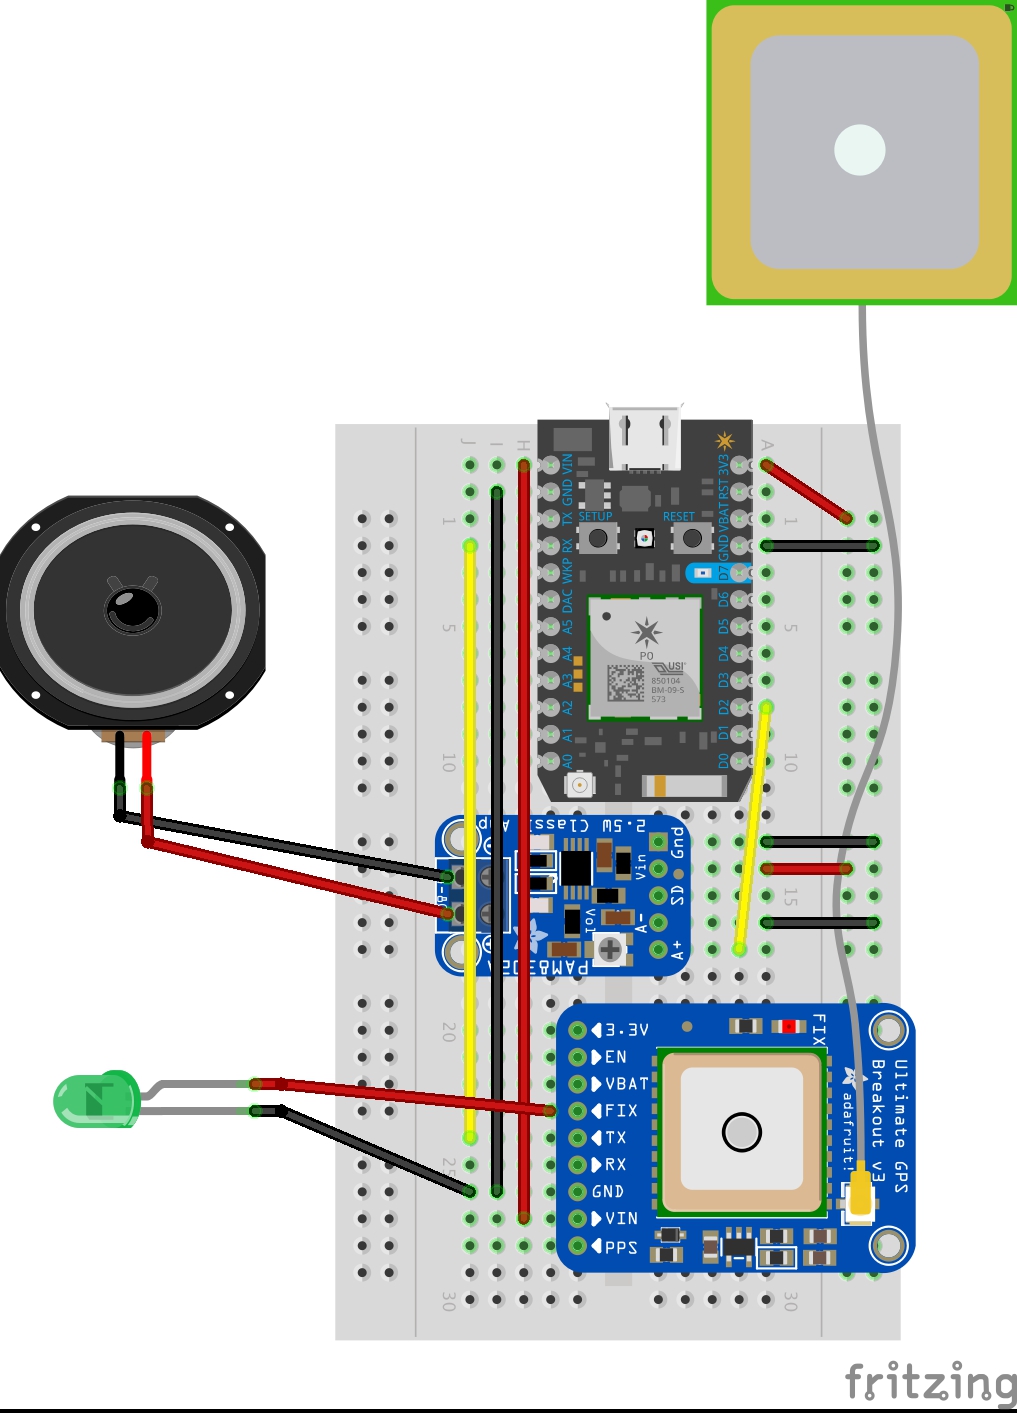 J
I
H
A
VIN
GND
TX
RX
WKP
DAC
A5
A4
A3
A2
A1
A0
3V3
RST
VBAT
GND
D7
D6
D5
D4
D3
D2
D1
D0
SETUP
RESET
P0
USI
850104
BM-09-S
573
1
5
10
20
25
30
1
5
10
15
30
2.5W Class
Amp
PAM8302A
Gnd
Vin
SD
A-
A+
Vol
3.3V
EN
VBAT
FIX
TX
RX
GND
VIN
PPS
FIX
Ultimate GPS
Breakout v3
adafruit!
fritzing